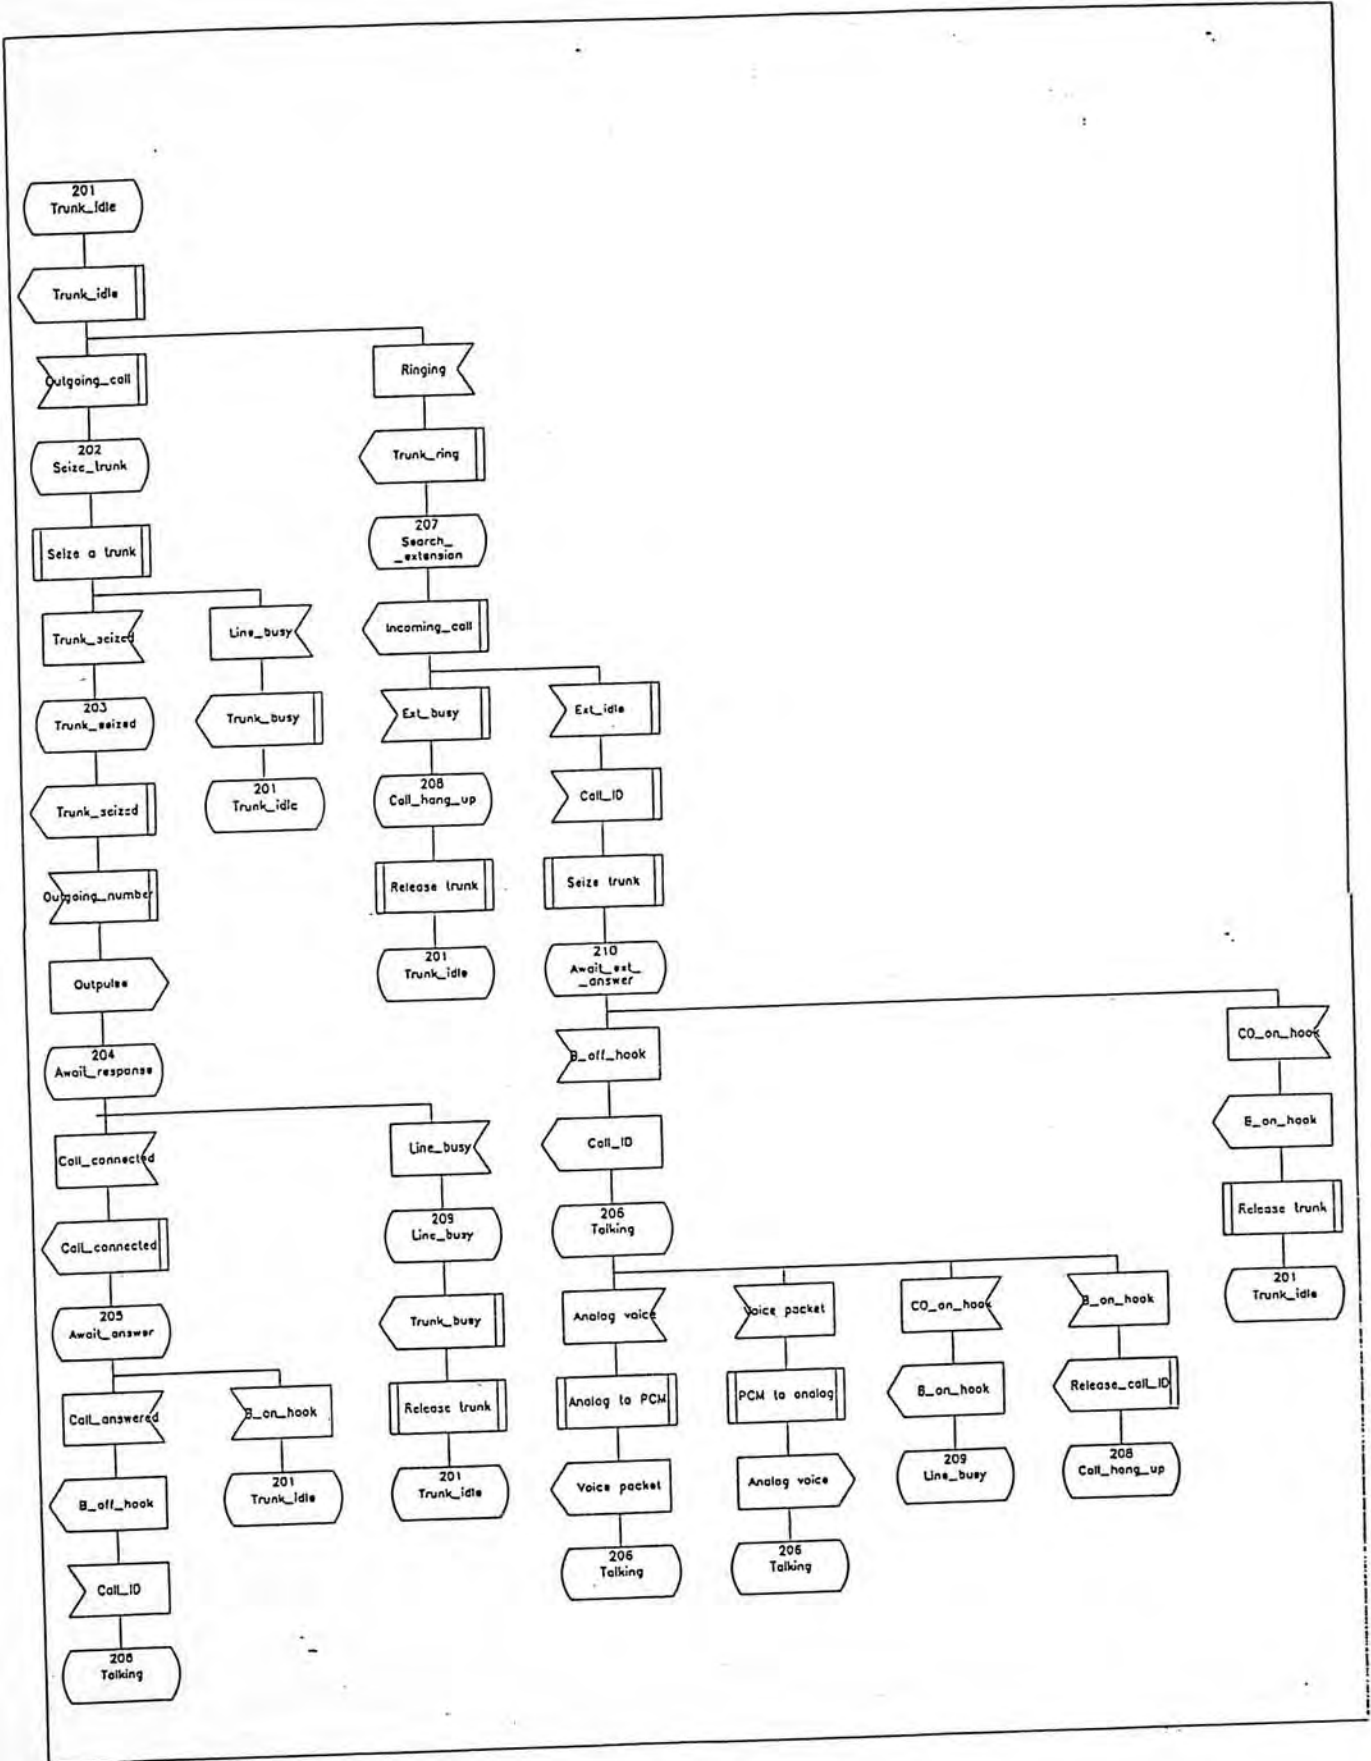 201
Trunk_idle
Trunk_idle
Outgoing_call
202
Seize_trunk
Seize a trunk
Trunk_seized
203
Trunk_seized
Trunk_seized
Outgoing_number
Outpulse
204
Await_response
Call_connected
Call_connected
205
Await_answer
Call_answered
B_off_hook
Call_ID
206
Talking
B_on_hook
201
Trunk_idle
Line_busy
Trunk_busy
201
Trunk_idle
Line_busy
209
Line_busy
Trunk_busy
Release trunk
201
Trunk_idle
Ringing
Trunk_ring
207
Search_
_extension
Incoming_call
Ext_busy
208
Call_hang_up
Release trunk
201
Trunk_idle
Ext_idle
Call_ID
Seize trunk
210
Await_ext_
_answer
B_off_hook
Call_ID
206
Talking
Analog voice
Analog to PCM
Voice packet
206
Talking
Voice packet
PCM to analog
Analog voice
206
Talking
CO_on_hook
B_on_hook
209
Line_busy
B_on_hook
Release_call_ID
208
Call_hang_up
CO_on_hook
B_on_hook
Release trunk
201
Trunk_idle